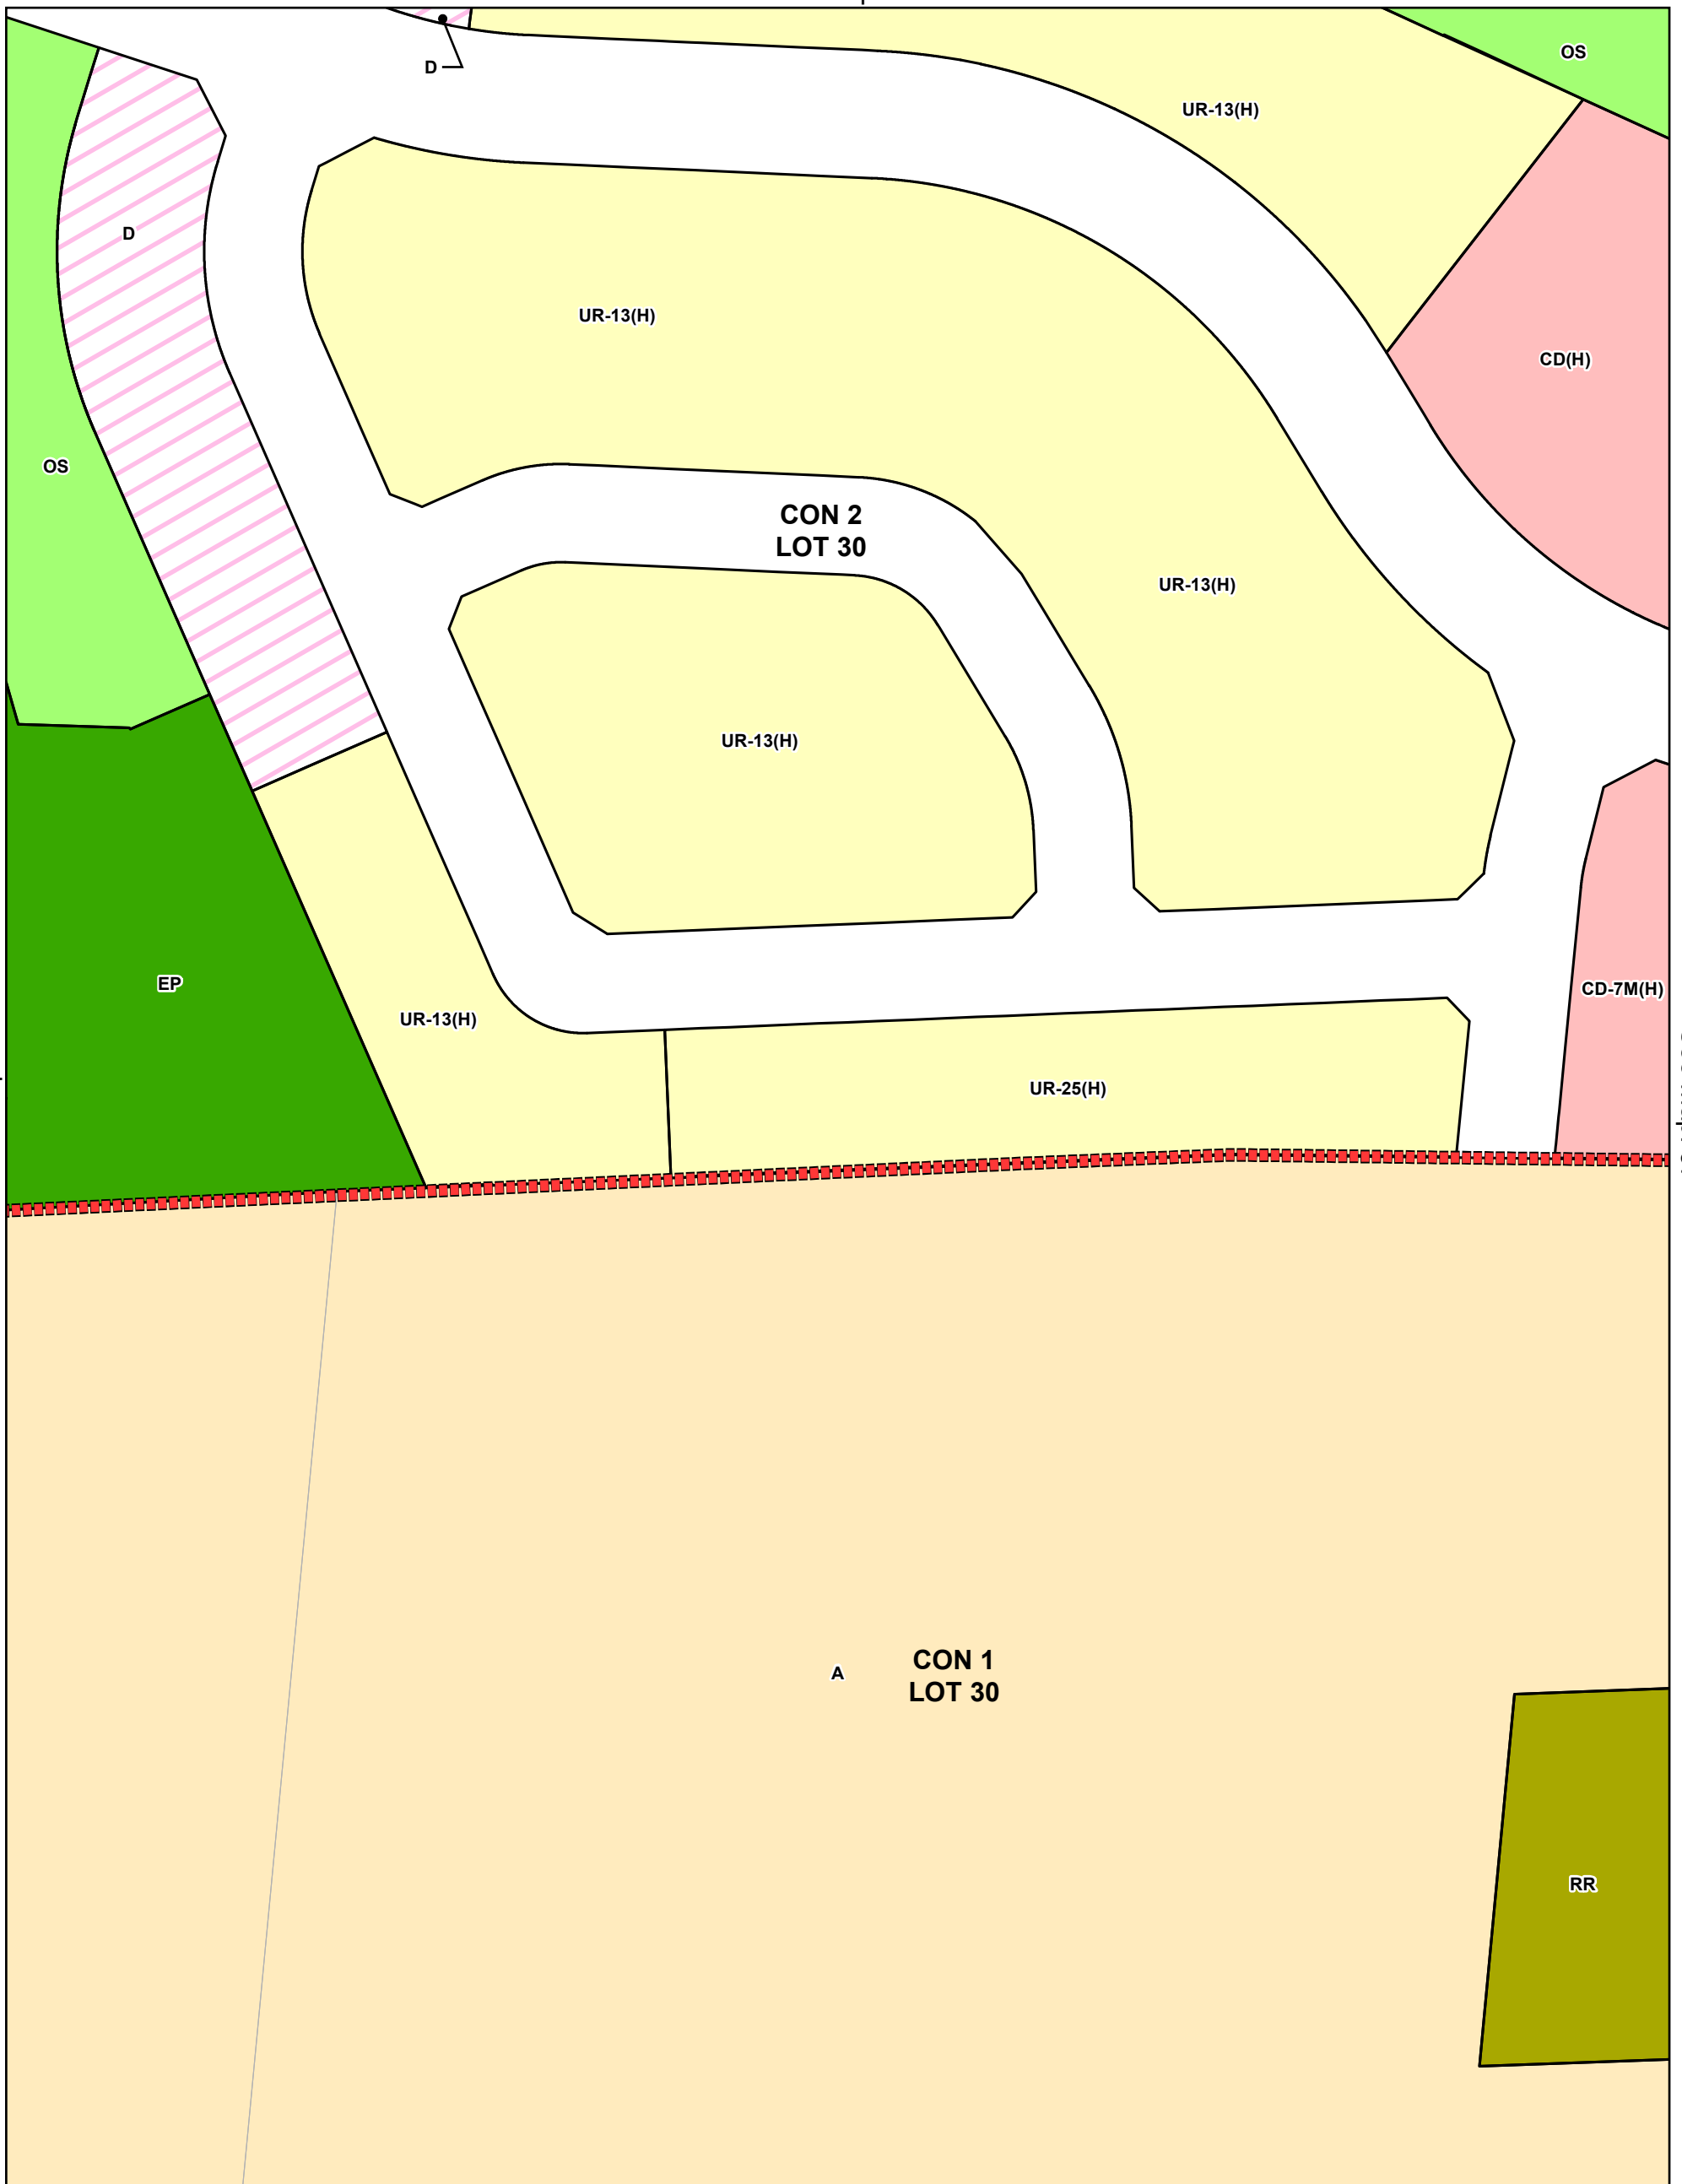 D
OS
UR-13(H)
D
UR-13(H)
CD(H)
OS
CON 2
LOT 30
UR-13(H)
UR-13(H)
EP
CD-7M(H)
UR-13(H)
UR-25(H)
A
CON 1
LOT 30
RR